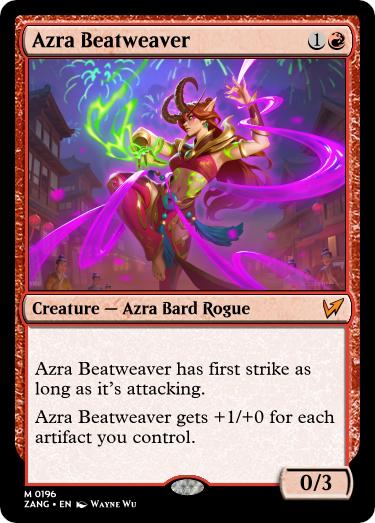 Azra Beatweaver 1
Creature — Azra Bard Rogue
Azra Beatweaver has first strike as
long as it's attacking.
Azra Beatweaver gets +1/+0 for each
artifact you control.
0/3
M 0196
ZANG • EN Wayne Wu